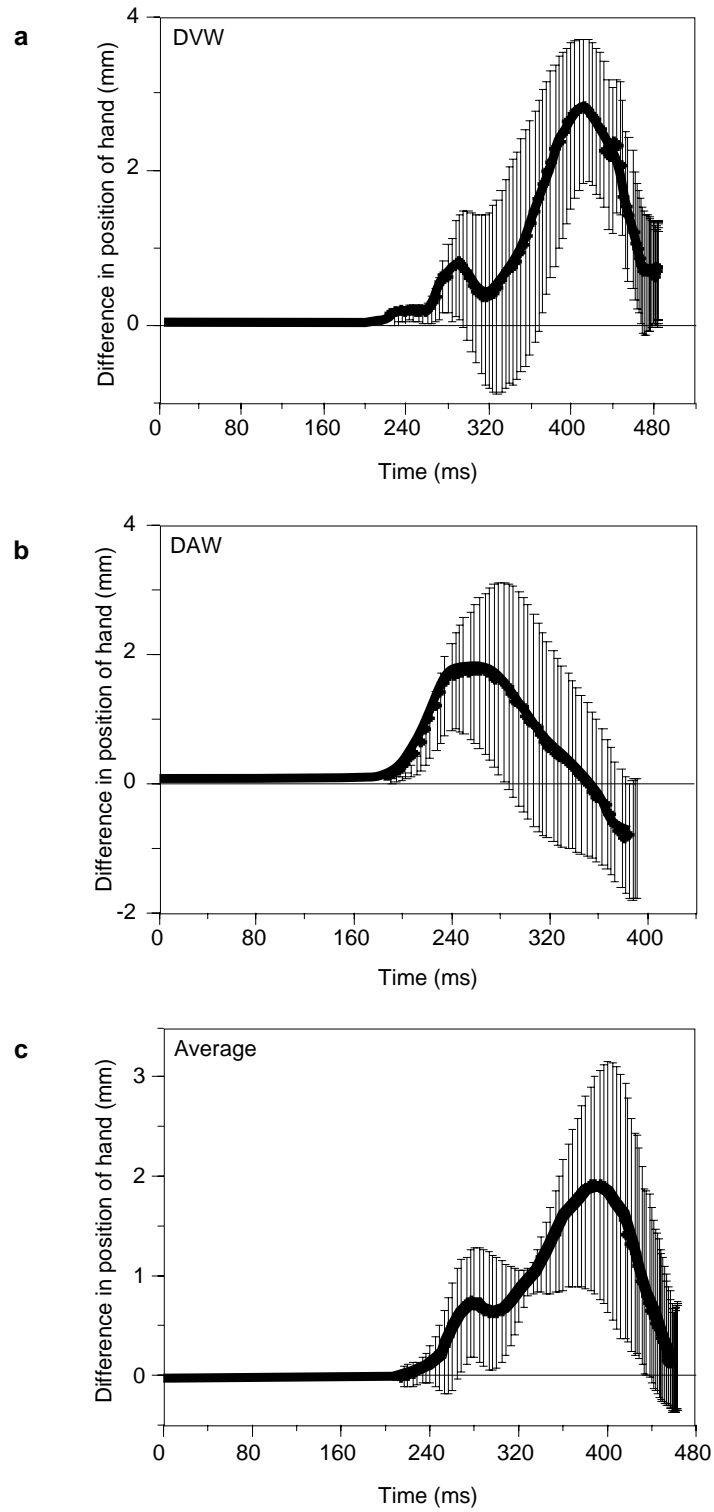 a
DVW
Difference in position of hand (mm)
4
2
0
0 80 160 240 320 400 480
Time (ms)
b
DAW
Difference in position of hand (mm)
4
2
0
-2
0 80 160 240 320 400
Time (ms)
c
Average
Difference in position of hand (mm)
3
2
1
0
0 80 160 240 320 400 480
Time (ms)